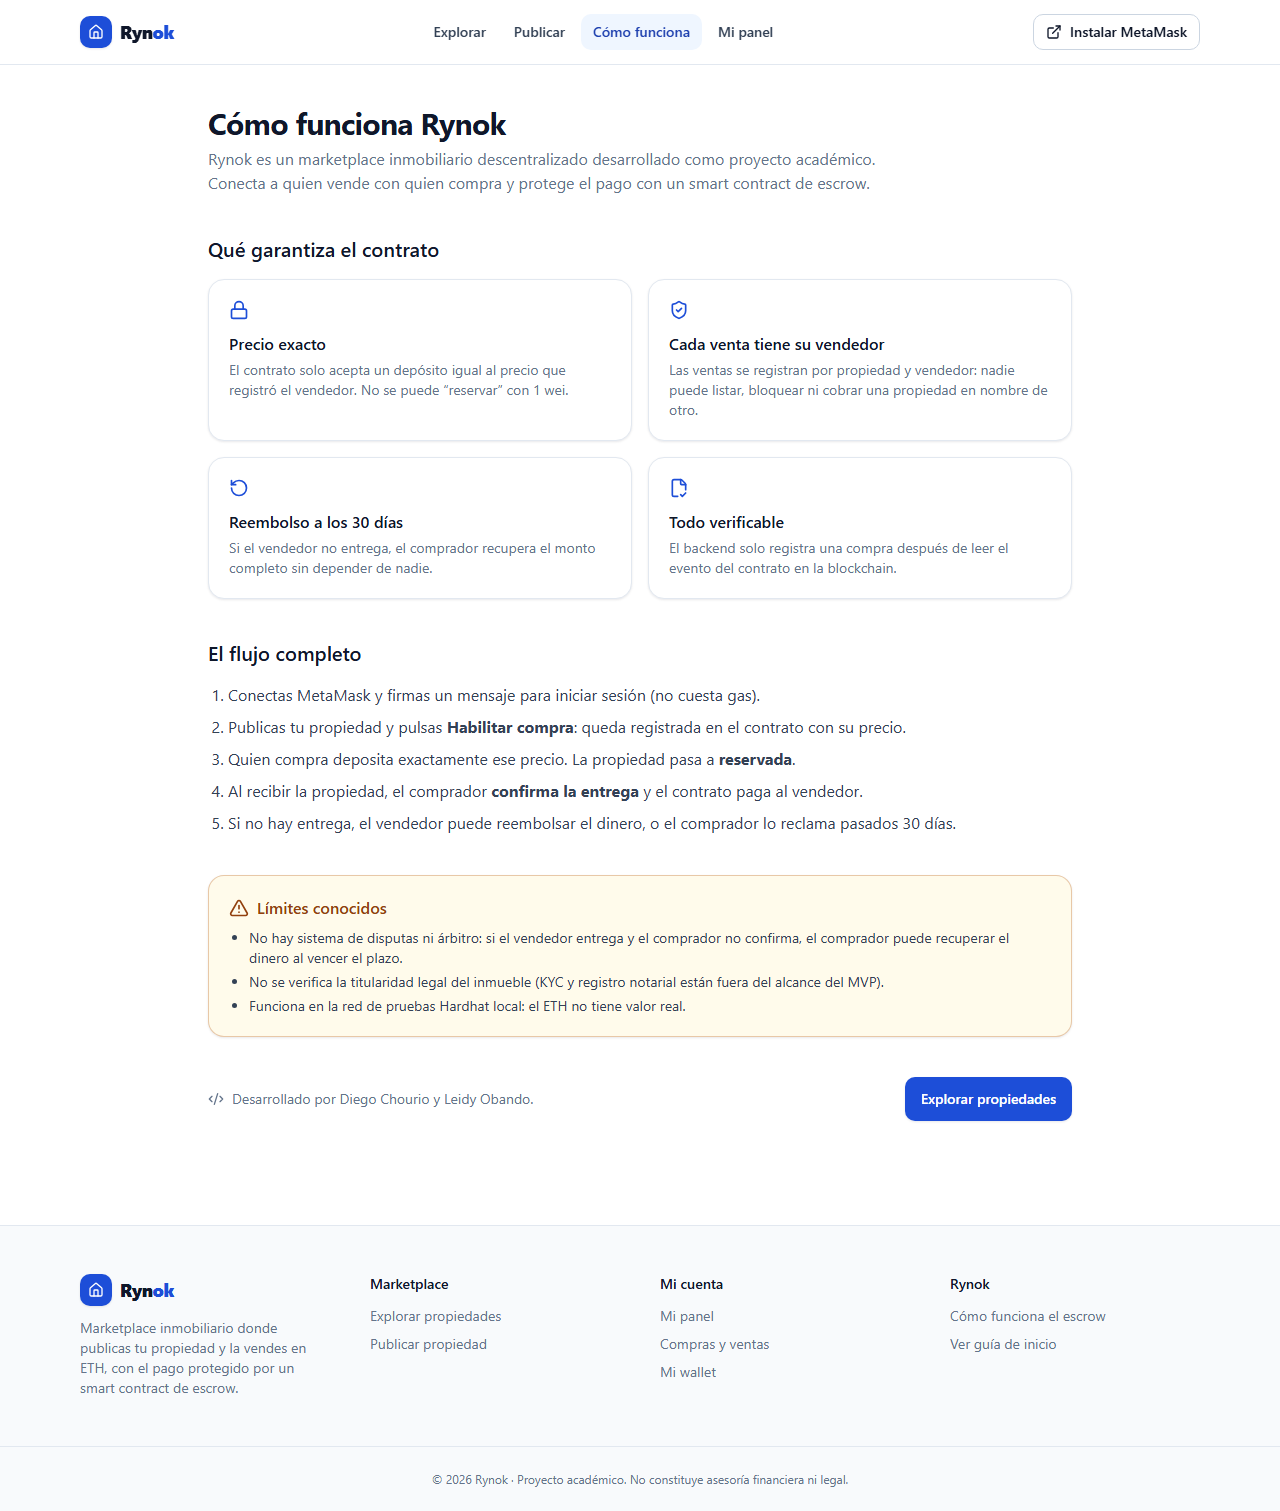 Rynok
Explorar
Publicar
Cómo funciona
Mi panel
Instalar MetaMask
Cómo funciona Rynok
Rynok es un marketplace inmobiliario descentralizado desarrollado como proyecto académico.
Conecta a quien vende con quien compra y protege el pago con un smart contract de escrow.
Qué garantiza el contrato
Precio exacto
El contrato solo acepta un depósito igual al precio que
registró el vendedor. No se puede “reservar” con 1 wei.
Cada venta tiene su vendedor
Las ventas se registran por propiedad y vendedor: nadie
puede listar, bloquear ni cobrar una propiedad en nombre de
otro.
Reembolso a los 30 días
Si el vendedor no entrega, el comprador recupera el monto
completo sin depender de nadie.
Todo verificable
El backend solo registra una compra después de leer el
evento del contrato en la blockchain.
El flujo completo
1. Conectas MetaMask y firmas un mensaje para iniciar sesión (no cuesta gas).
2. Publicas tu propiedad y pulsas Habilitar compra: queda registrada en el contrato con su precio.
3. Quien compra deposita exactamente ese precio. La propiedad pasa a reservada.
4. Al recibir la propiedad, el comprador confirma la entrega y el contrato paga al vendedor.
5. Si no hay entrega, el vendedor puede reembolsar el dinero, o el comprador lo reclama pasados 30 días.
Límites conocidos
• No hay sistema de disputas ni árbitro: si el vendedor entrega y el comprador no confirma, el comprador puede recuperar el
dinero al vencer el plazo.
• No se verifica la titularidad legal del inmueble (KYC y registro notarial están fuera del alcance del MVP).
• Funciona en la red de pruebas Hardhat local: el ETH no tiene valor real.
Desarrollado por Diego Chourio y Leidy Obando.
Explorar propiedades
Rynok
Marketplace inmobiliario donde
publicas tu propiedad y la vendes en
ETH, con el pago protegido por un
smart contract de escrow.
Marketplace
Explorar propiedades
Publicar propiedad
Mi cuenta
Mi panel
Compras y ventas
Mi wallet
Rynok
Cómo funciona el escrow
Ver guía de inicio
© 2026 Rynok · Proyecto académico. No constituye asesoría financiera ni legal.